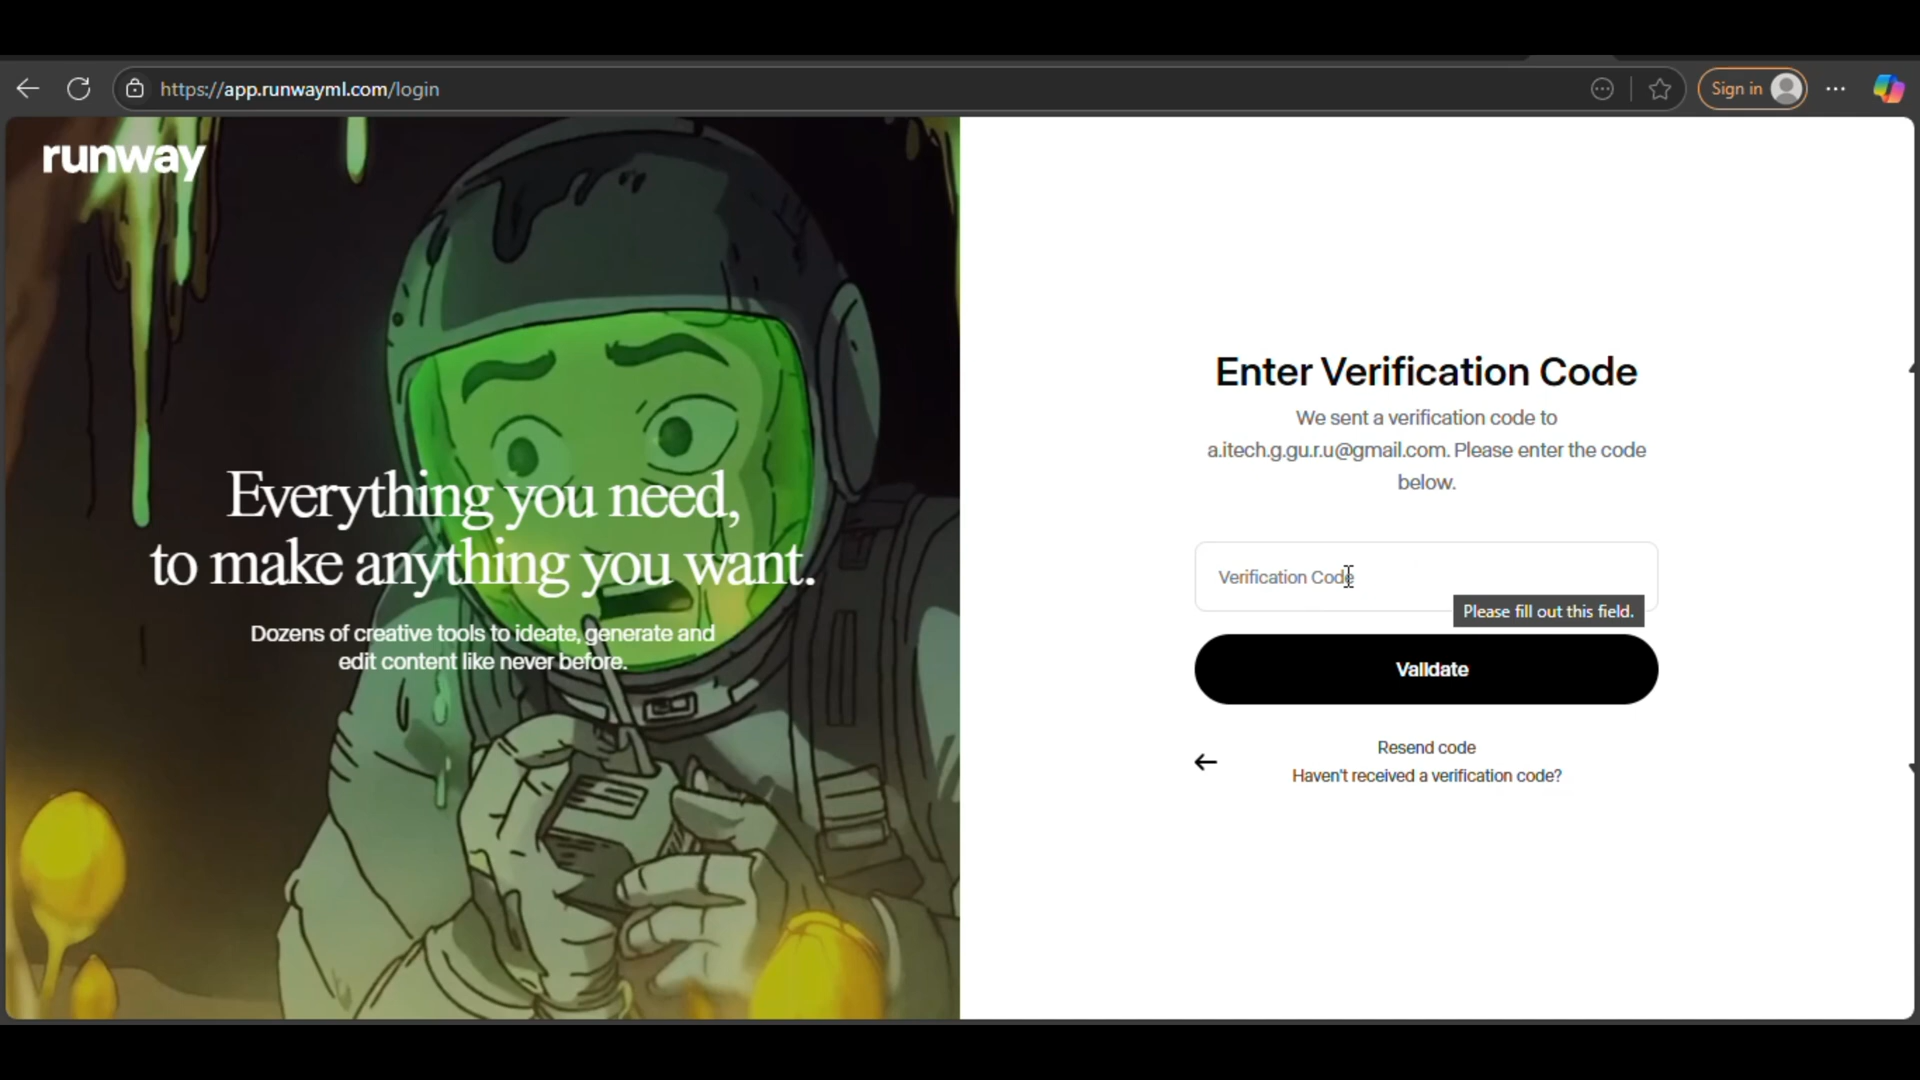 https://app.runwayml.com/login
Sign in
runway
Everything you need,
to make anything you want.
Dozens of creative tools to ideate, generate and
edit content like never before.
Enter Verification Code
We sent a verification code to
a.itech.g.gu.r.u@gmail.com. Please enter the code
below.
Verification Code
Please fill out this field.
Validate
Resend code
Haven't received a verification code?